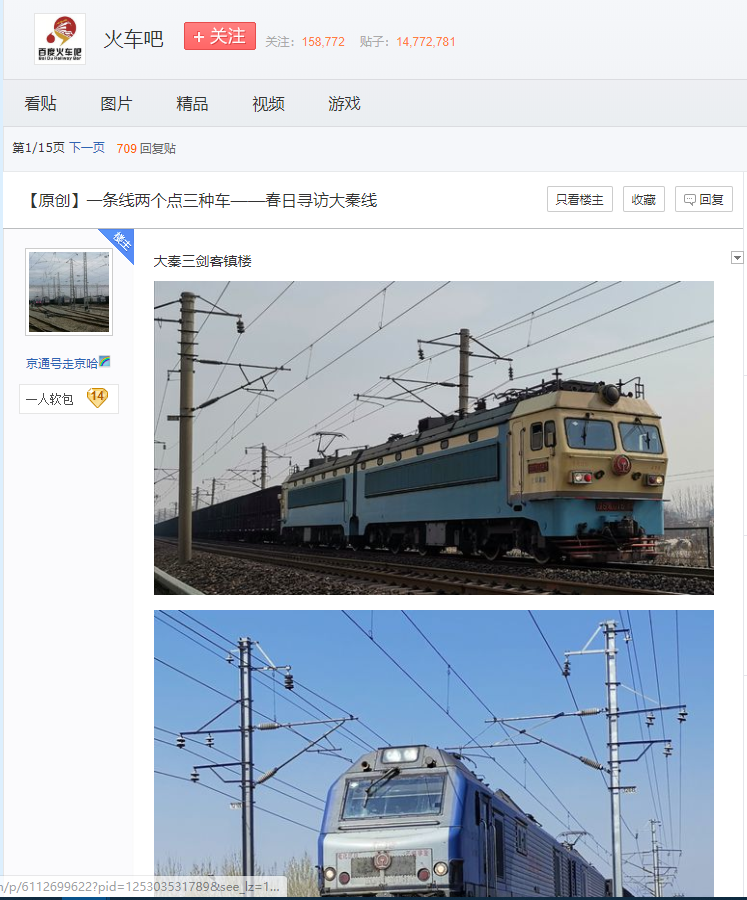 百度火车吧
Bai Du Railway Bar
火车吧
+ 关注
关注: 158,772 贴子: 14,772,781
看贴 图片 精品 视频 游戏
第1/15页 下一页 709 回复贴
【原创】一条线两个点三种车——春日寻访大秦线
只看楼主 收藏 回复
楼主
大秦三剑客镇楼
京通号走京哈
一人软包 14
n/p/6112699622?pid=125303531789&see_lz=1...